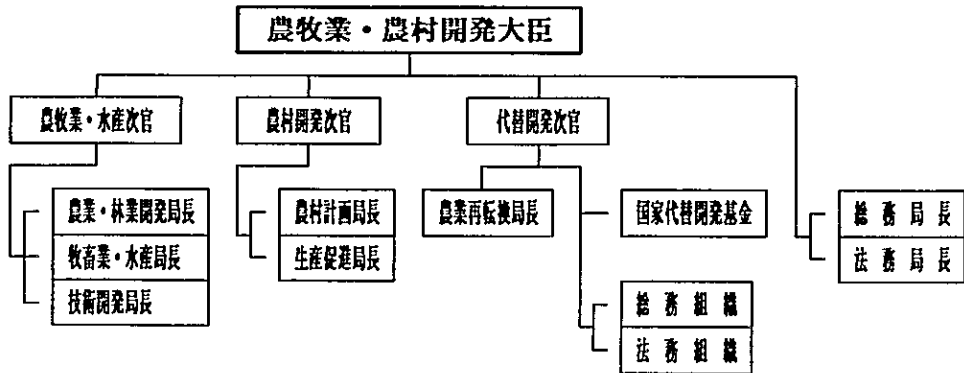 農牧業・農村開発大臣
農牧業・水産次官
農村開発次官
代替開発次官
農業・林業開発局長
牧畜業・水産局長
技術開発局長
農村計画局長
生産促進局長
農業再転換局長
国家代替開発基金
総務組織
法務組織
総務局長
法務局長